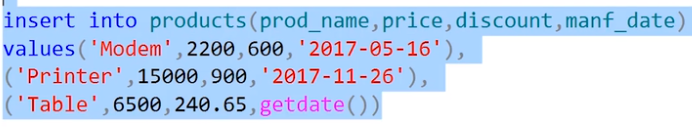 insert into products(prod_name,price,discount,manf_date)
values('Modem',2200,600,'2017-05-16'),
('Printer',15000,900,'2017-11-26'),
('Table',6500,240.65,getdate())